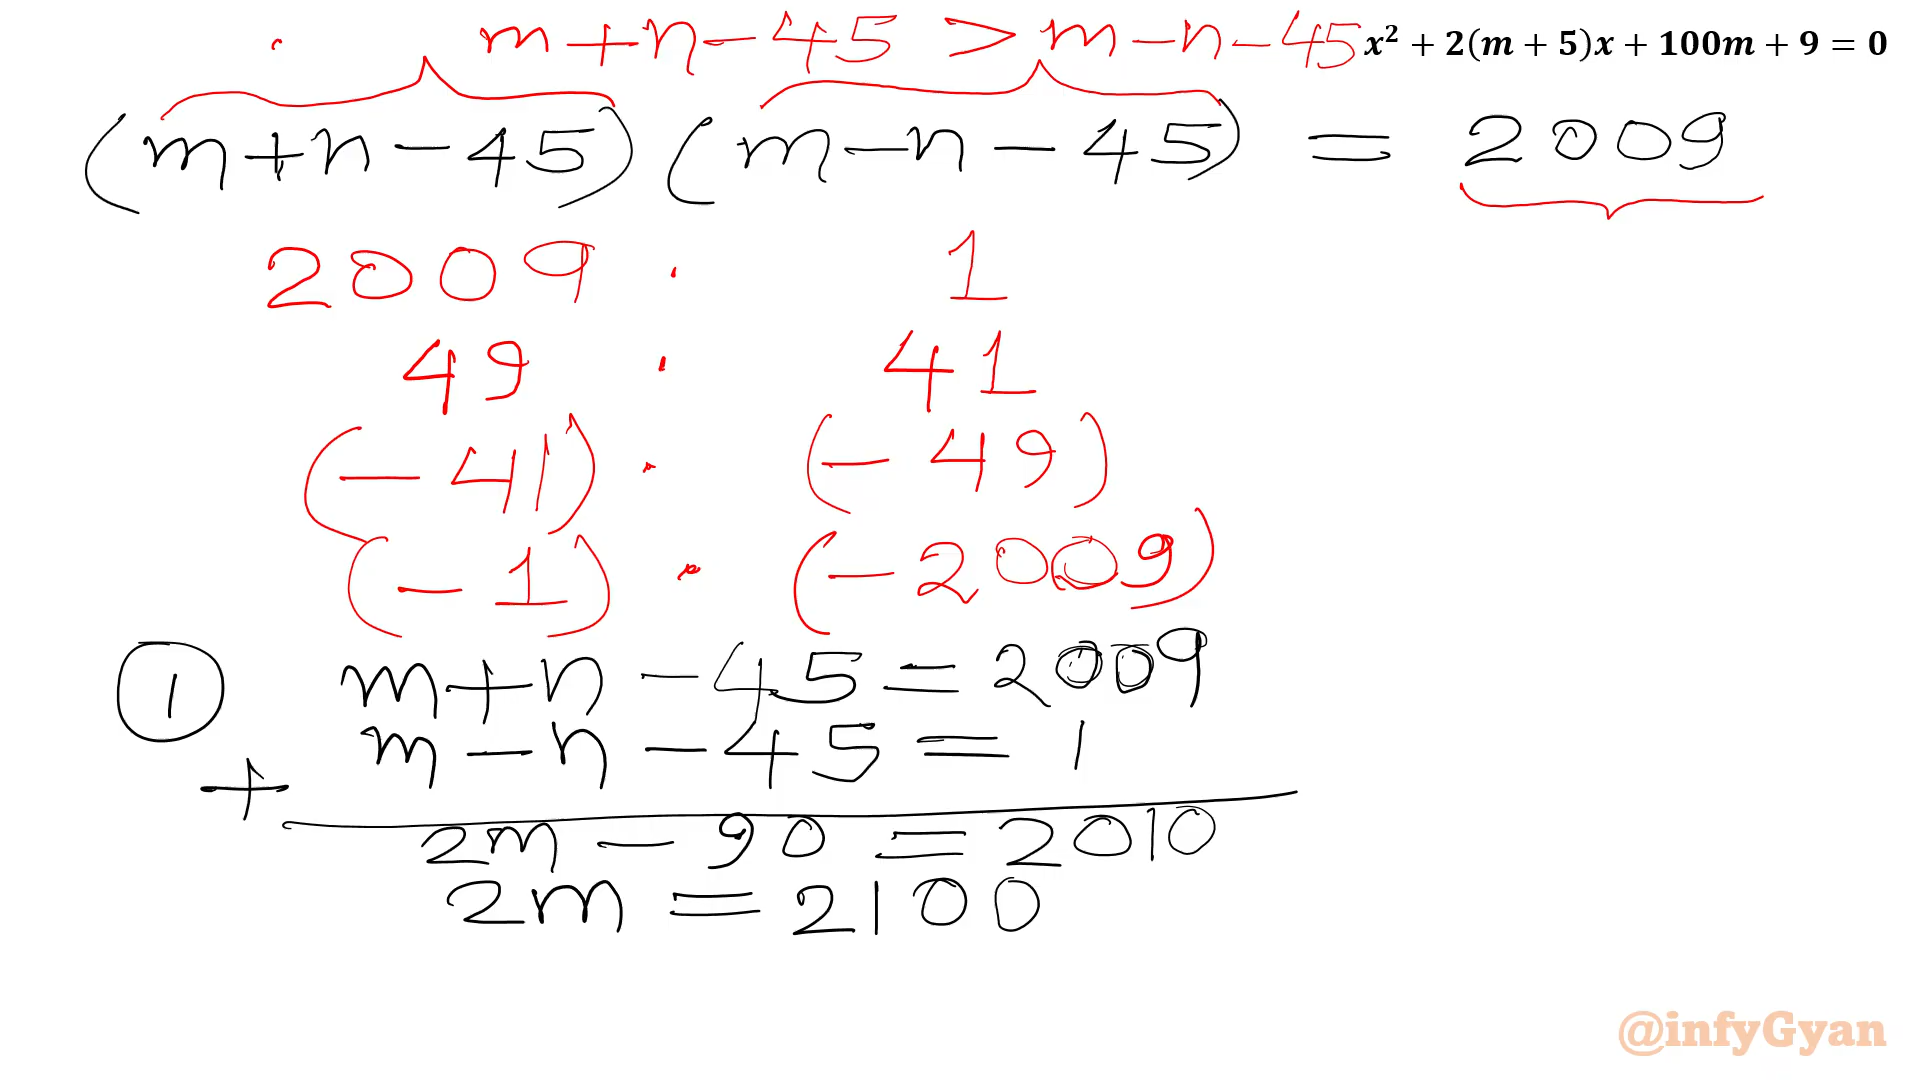 m+n-45 > m-n-45
x² + 2(m + 5)x + 100m + 9 = 0
(m+n-45)(m-n-45) = 2009
2009 · 1
49 · 41
(-41) · (-49)
(-1) · (-2009)
① m+n-45=2009
m-n-45=1
+
2m-90=2010
2m=2100
@infyGyan